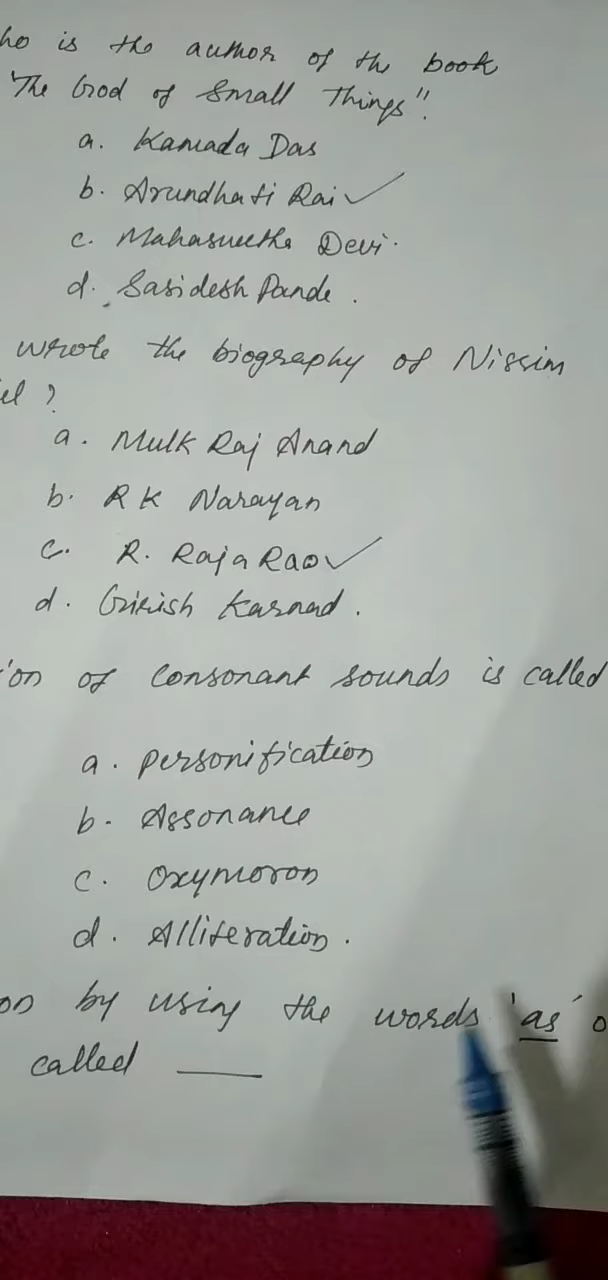 ho is the author of the book
"The God of Small Things".
a. Kamada Das
b. Arundhati Rai ✓
c. Mahasweths Devi.
d. Sasidesh Pande.
wrote the biography of Nissim
el ?
a. Mulk Raj Anand
b. R K Narayan
c. R. Raja Rao ✓
d. Girish Karnad.
ion of Consonant sounds is called
a. personification
b. Assonance
c. Oxymoron
d. Alliteration.
on by using the words 'as' o
called ____